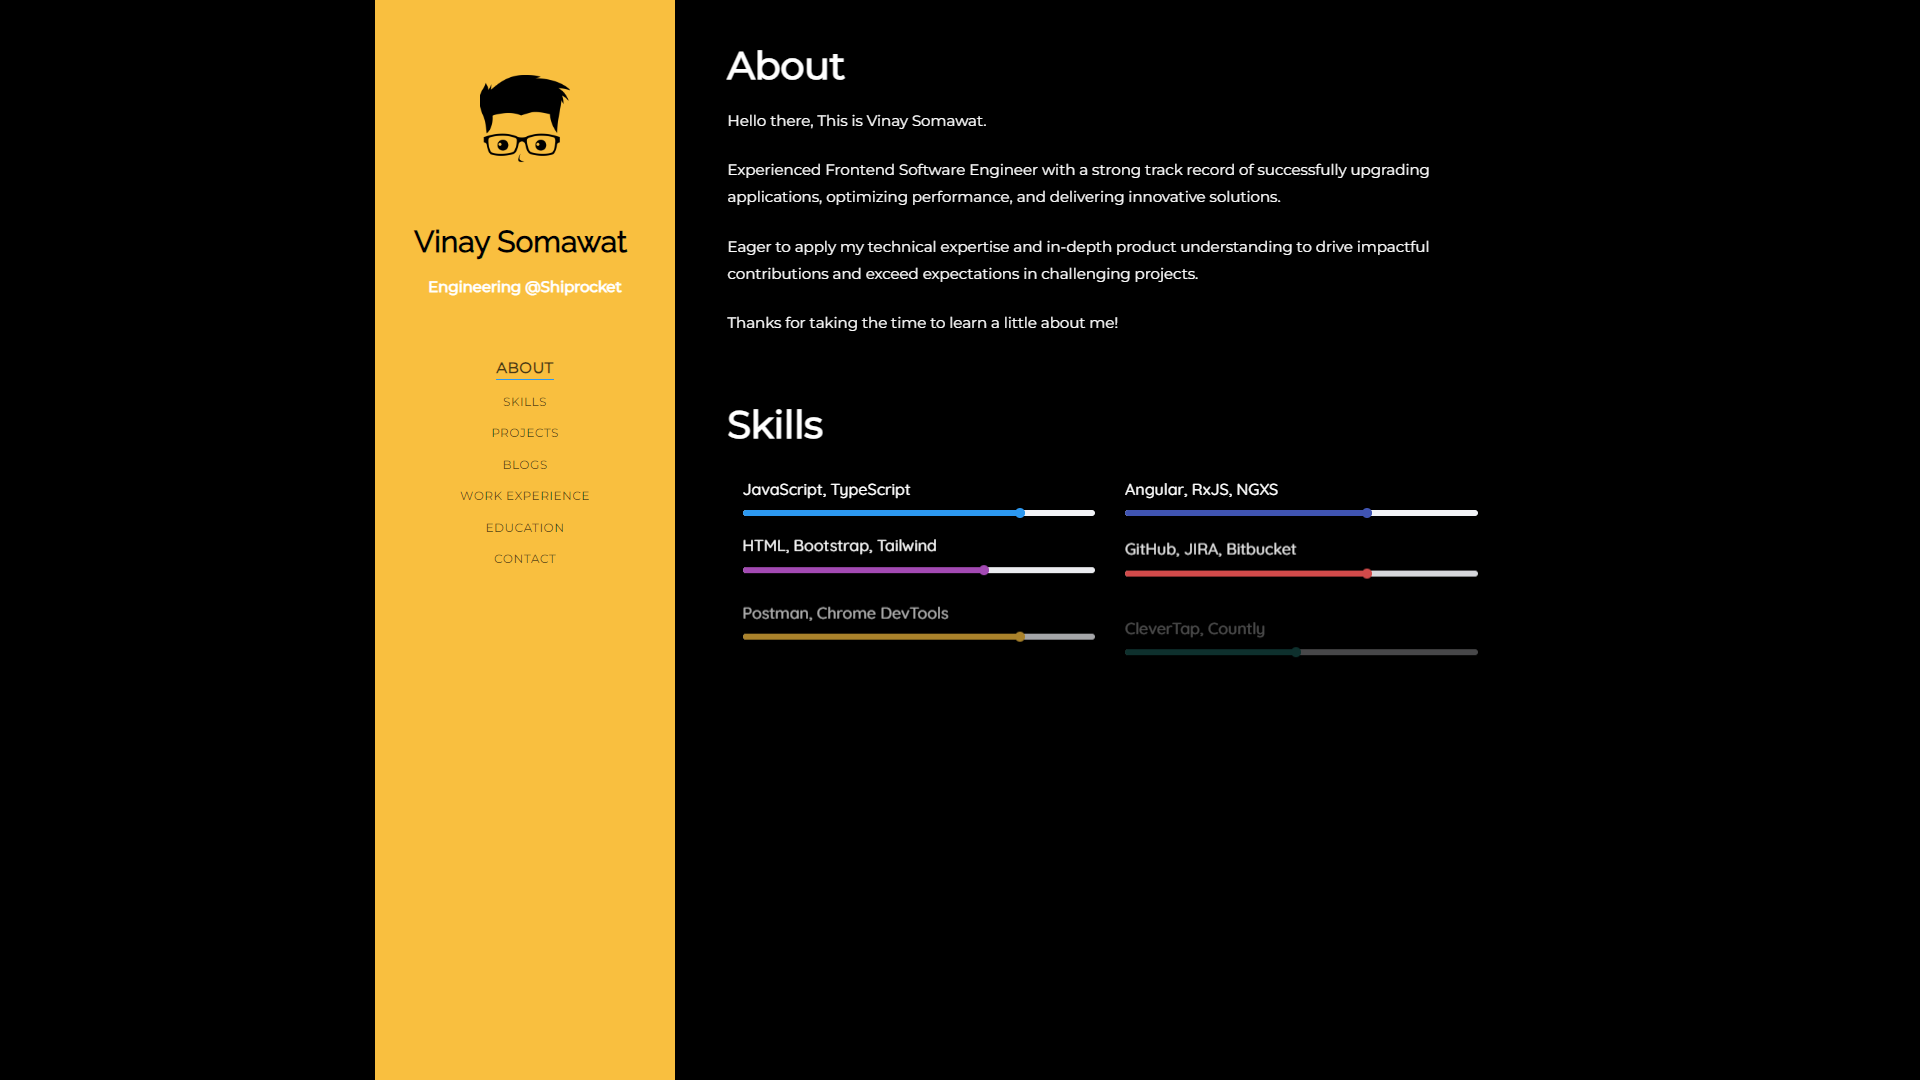 Vinay Somawat
Engineering @Shiprocket
ABOUT
SKILLS
PROJECTS
BLOGS
WORK EXPERIENCE
EDUCATION
CONTACT
About
Hello there, This is Vinay Somawat.
Experienced Frontend Software Engineer with a strong track record of successfully upgrading
applications, optimizing performance, and delivering innovative solutions.
Eager to apply my technical expertise and in-depth product understanding to drive impactful
contributions and exceed expectations in challenging projects.
Thanks for taking the time to learn a little about me!
Skills
JavaScript, TypeScript
Angular, RxJS, NGXS
HTML, Bootstrap, Tailwind
GitHub, JIRA, Bitbucket
Postman, Chrome DevTools
CleverTap, Countly